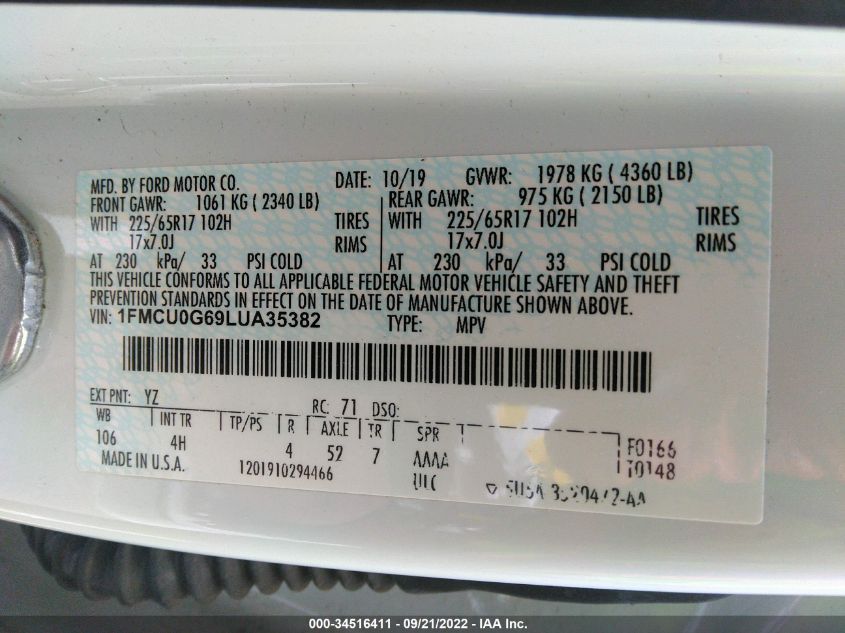 MFD. BY FORD MOTOR CO. DATE: 10/19 GVWR: 1978 KG ( 4360 LB)
FRONT GAWR: 1061 KG ( 2340 LB) REAR GAWR: 975 KG ( 2150 LB)
WITH 225/65R17 102H TIRES WITH 225/65R17 102H TIRES
17x7.0J RIMS 17x7.0J RIMS
AT 230 kPa/ 33 PSI COLD AT 230 kPa/ 33 PSI COLD
THIS VEHICLE CONFORMS TO ALL APPLICABLE FEDERAL MOTOR VEHICLE SAFETY AND THEFT
PREVENTION STANDARDS IN EFFECT ON THE DATE OF MANUFACTURE SHOWN ABOVE.
VIN: 1FMCU0G69LUA35382 TYPE: MPV
EXT PNT: YZ RC: 71 DSO:
WB INT TR TP/PS R AXLE TR SPR
106 4H 4 52 7 AAAA F0166
MADE IN U.S.A. 1201910294466 ULC T0148
000-34516411 - 09/21/2022 - IAA Inc.